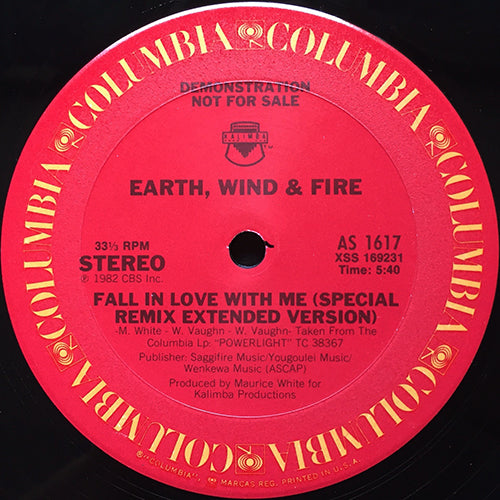 COLUMBIA COLUMBIA COLUMBIA COLUMBIA COLUMBIA COLUMBIA
DEMONSTRATION
NOT FOR SALE
KALIMBA
TM
EARTH, WIND & FIRE
33⅓ RPM
STEREO
℗ 1982 CBS Inc.
AS 1617
XSS 169231
Time: 5:40
FALL IN LOVE WITH ME (SPECIAL
REMIX EXTENDED VERSION)
-M. White - W. Vaughn - W. Vaughn- Taken From The
Columbia Lp: "POWERLIGHT" TC 38367
Publisher: Saggifire Music/Yougoulei Music/
Wenkewa Music (ASCAP)
Produced by Maurice White for
Kalimba Productions
"COLUMBIA", MARCAS REG. PRINTED IN U.S.A.